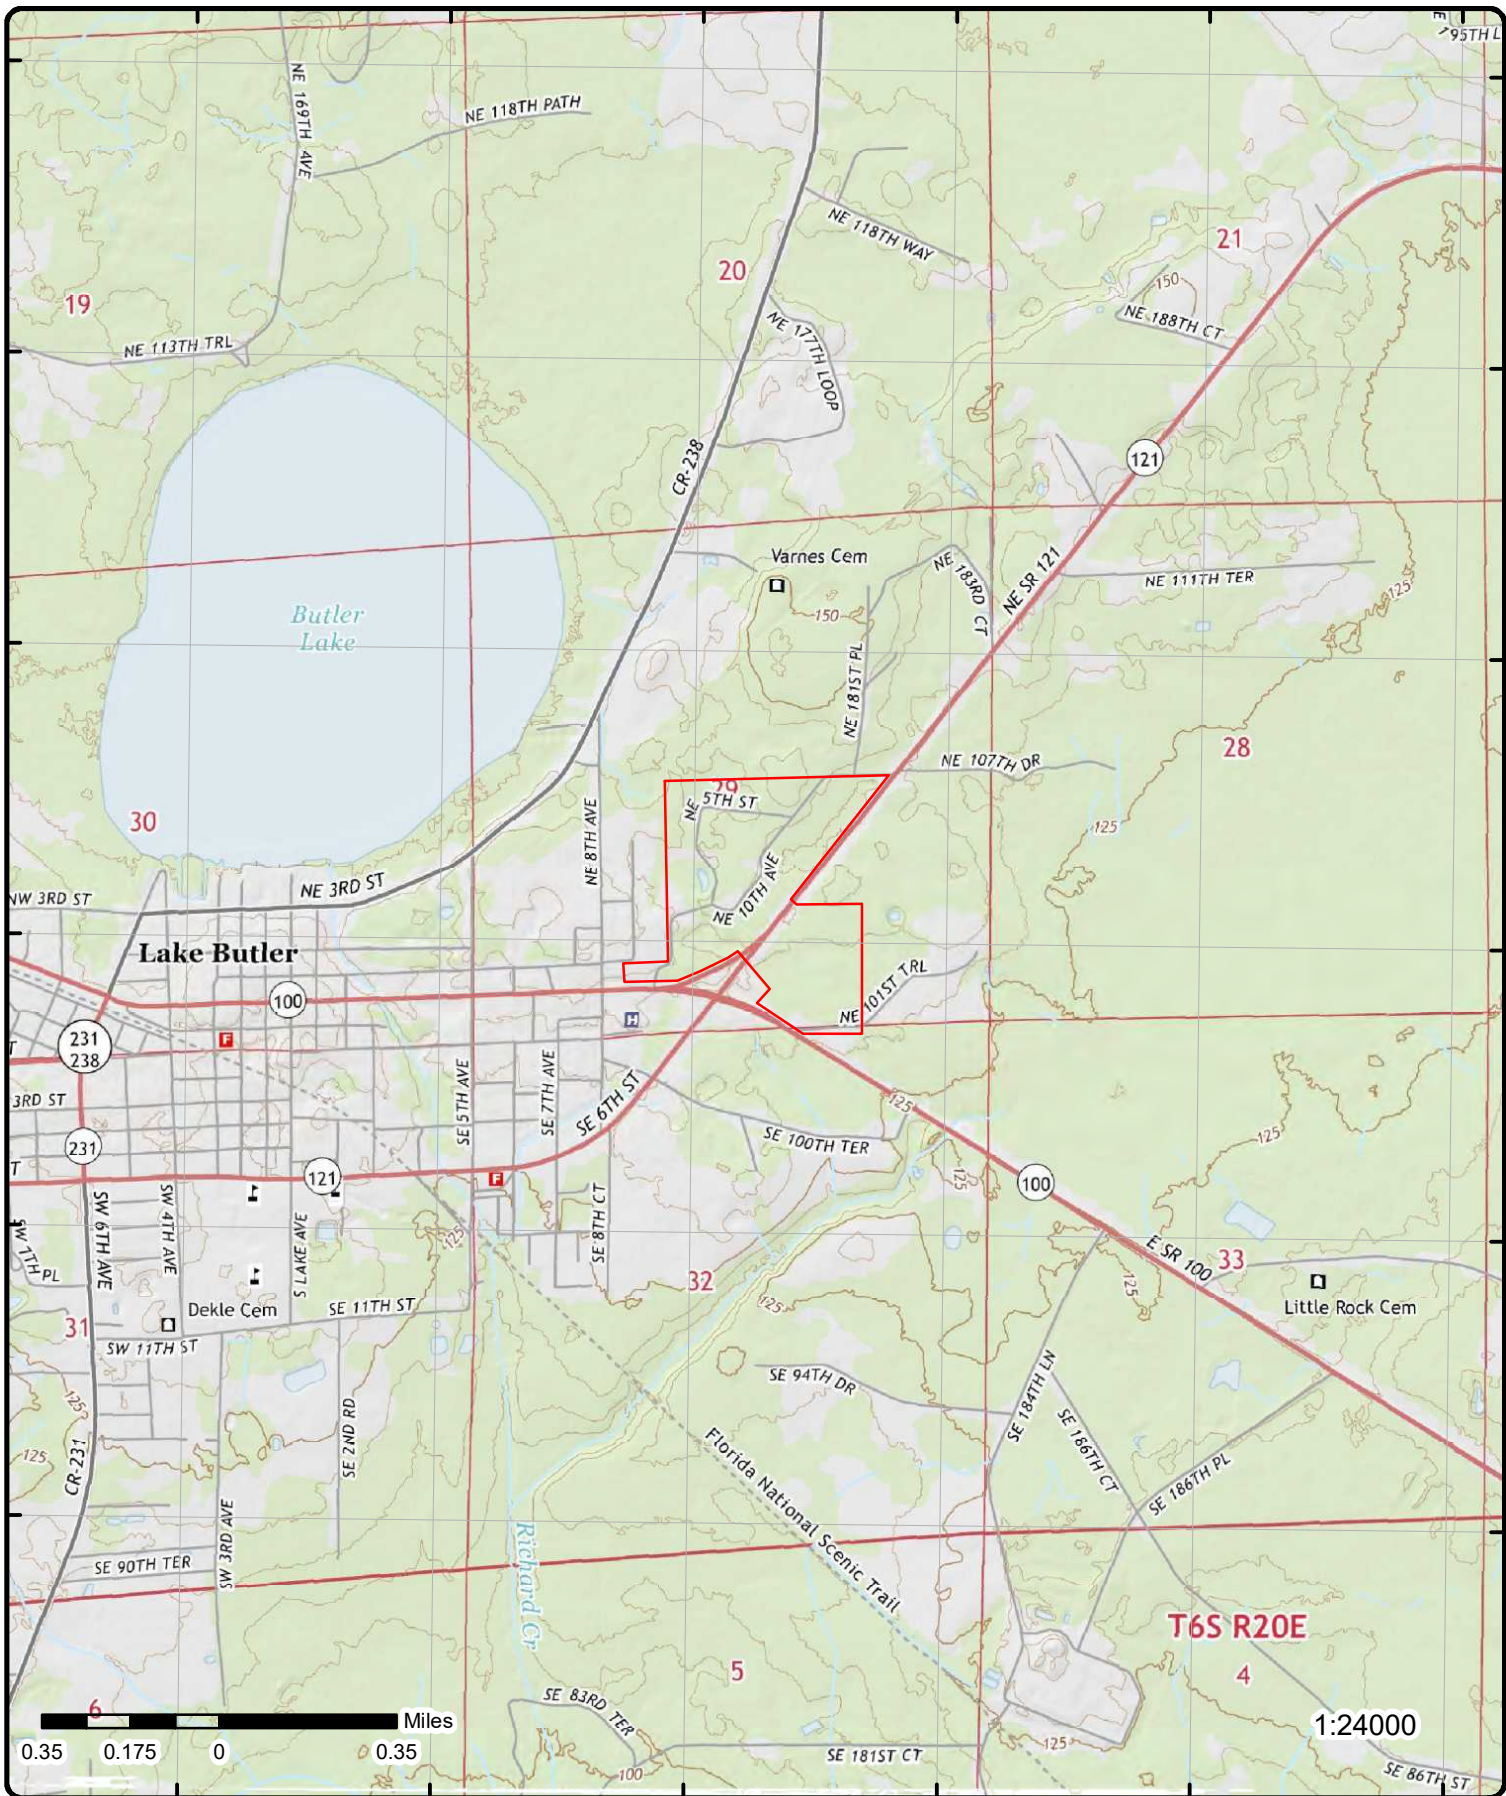 E
195TH L
NE 169TH AVE
NE 118TH PATH
NE 118TH WAY
21
20
19
150
NE 188TH CT
NE 177TH LOOP
NE 113TH TRL
CR-238
121
Varnes Cem
NE 183RD CT
NE SR 121
NE 111TH TER
125
150
Butler
Lake
NE 181ST PL
28
NE 107TH DR
29
NE 5TH ST
30
125
NE 8TH AVE
NE 10TH AVE
NE 3RD ST
NW 3RD ST
Lake Butler
NE 101ST TRL
100
H
F
231
238
T
3RD ST
SE 5TH AVE
SE 7TH AVE
SE 6TH ST
125
SE 100TH TER
125
231
T
121
F
125
100
SW 6TH AVE
SW 4TH AVE
S LAKE AVE
SE 8TH CT
125
SW 7TH PL
E SR 100
33
32
125
125
Little Rock Cem
Dekle Cem
SE 11TH ST
31
SW 11TH ST
SE 94TH DR
SE 184TH LN
125
SE 186TH CT
SE 2ND RD
125
CR-231
Florida National Scenic Trail
SE 186TH PL
SW 3RD AVE
SE 90TH TER
Richard Cr
T6S R20E
5
4
6
SE 83RD TER
Miles
1:24000
0.35
0.175
0
0.35
125
SE 181ST CT
100
SE 86TH ST